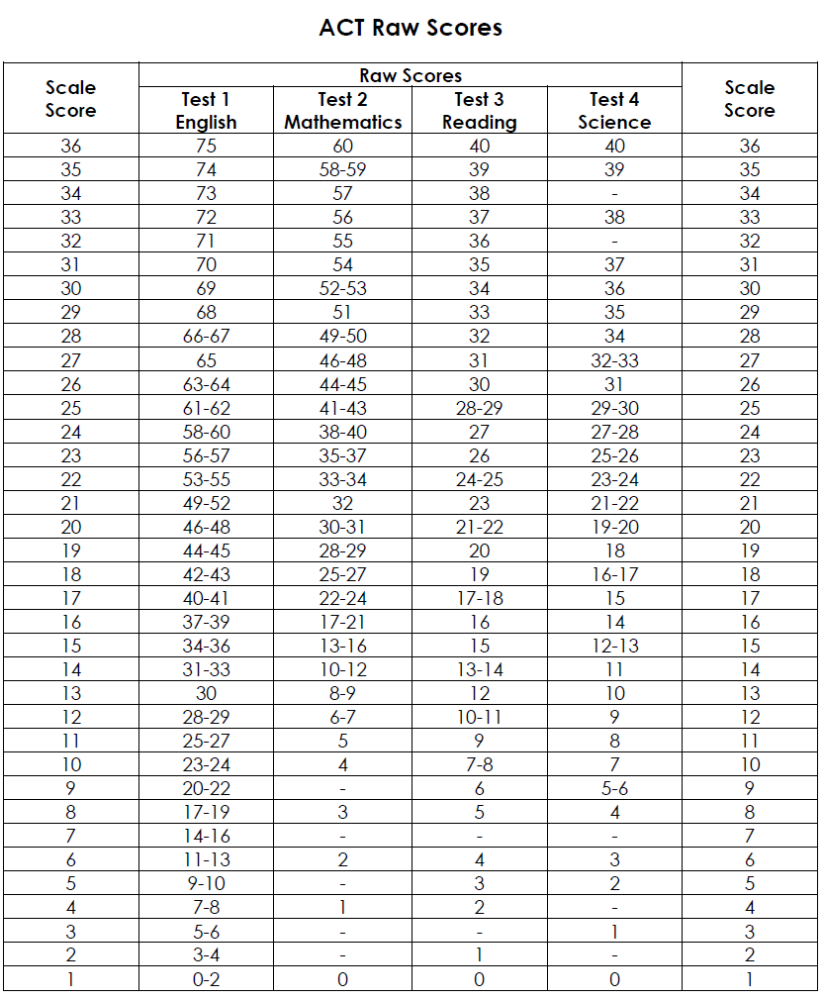 ACT Raw Scores
Scale Score Raw Scores Scale Score
Test 1 English Test 2 Mathematics Test 3 Reading Test 4 Science
36 75 60 40 40 36
35 74 58-59 39 39 35
34 73 57 38 - 34
33 72 56 37 38 33
32 71 55 36 - 32
31 70 54 35 37 31
30 69 52-53 34 36 30
29 68 51 33 35 29
28 66-67 49-50 32 34 28
27 65 46-48 31 32-33 27
26 63-64 44-45 30 31 26
25 61-62 41-43 28-29 29-30 25
24 58-60 38-40 27 27-28 24
23 56-57 35-37 26 25-26 23
22 53-55 33-34 24-25 23-24 22
21 49-52 32 23 21-22 21
20 46-48 30-31 21-22 19-20 20
19 44-45 28-29 20 18 19
18 42-43 25-27 19 16-17 18
17 40-41 22-24 17-18 15 17
16 37-39 17-21 16 14 16
15 34-36 13-16 15 12-13 15
14 31-33 10-12 13-14 11 14
13 30 8-9 12 10 13
12 28-29 6-7 10-11 9 12
11 25-27 5 9 8 11
10 23-24 4 7-8 7 10
9 20-22 - 6 5-6 9
8 17-19 3 5 4 8
7 14-16 - - - 7
6 11-13 2 4 3 6
5 9-10 - 3 2 5
4 7-8 1 2 - 4
3 5-6 - - 1 3
2 3-4 - 1 - 2
1 0-2 0 0 0 1